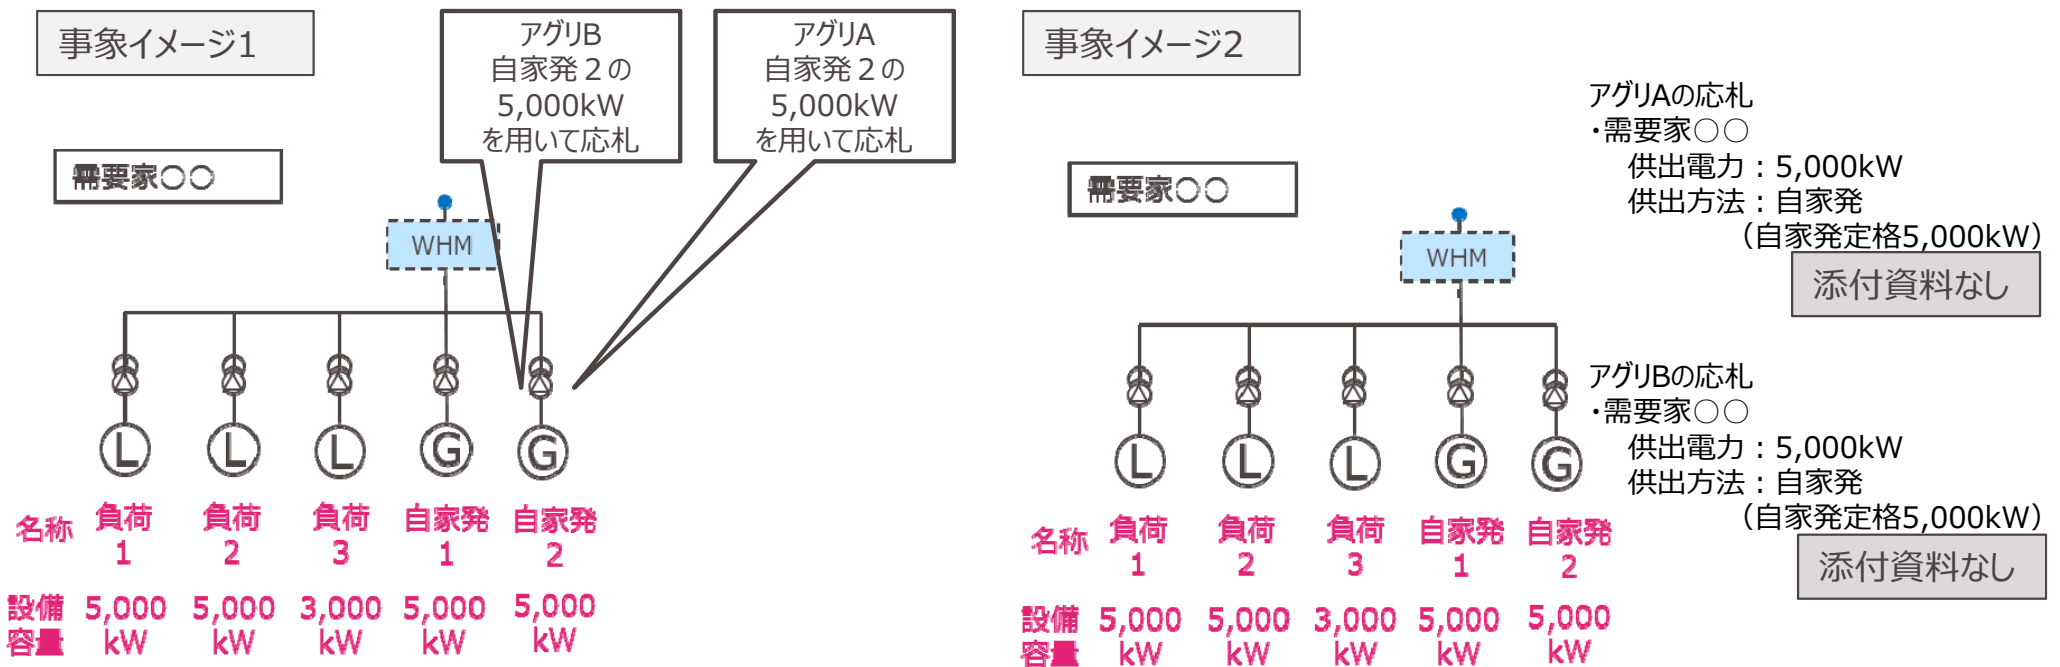 事象イメージ1
アグリB
自家発２の
5,000kW
を用いて応札
アグリA
自家発２の
5,000kW
を用いて応札
需要家○○
WHM
L
L
L
G
G
名称
負荷
1
負荷
2
負荷
3
自家発
1
自家発
2
設備
容量
5,000
kW
5,000
kW
3,000
kW
5,000
kW
5,000
kW
事象イメージ2
需要家○○
WHM
L
L
L
G
G
名称
負荷
1
負荷
2
負荷
3
自家発
1
自家発
2
設備
容量
5,000
kW
5,000
kW
3,000
kW
5,000
kW
5,000
kW
アグリAの応札
・需要家○○
供出電力：5,000kW
供出方法：自家発
（自家発定格5,000kW）
添付資料なし
アグリBの応札
・需要家○○
供出電力：5,000kW
供出方法：自家発
（自家発定格5,000kW）
添付資料なし